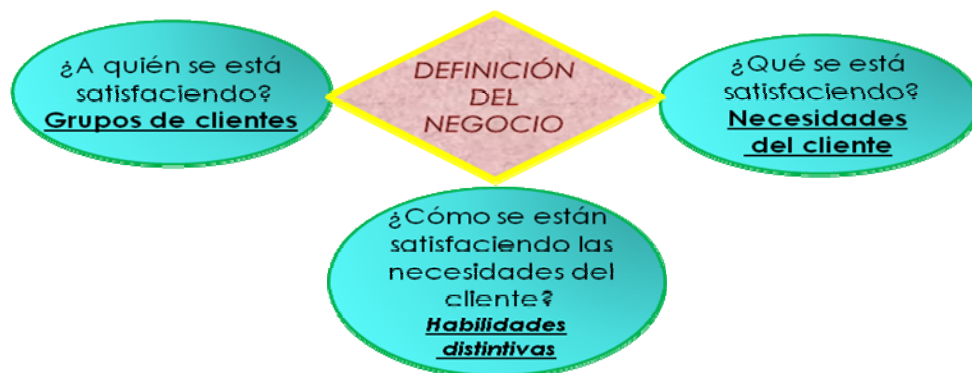 ¿A quién se está
satisfaciendo?
Grupos de clientes
DEFINICIÓN
DEL
NEGOCIO
¿Qué se está
satisfaciendo?
Necesidades
del cliente
¿Cómo se están
satisfaciendo las
necesidades del
cliente?
Habilidades
distintivas